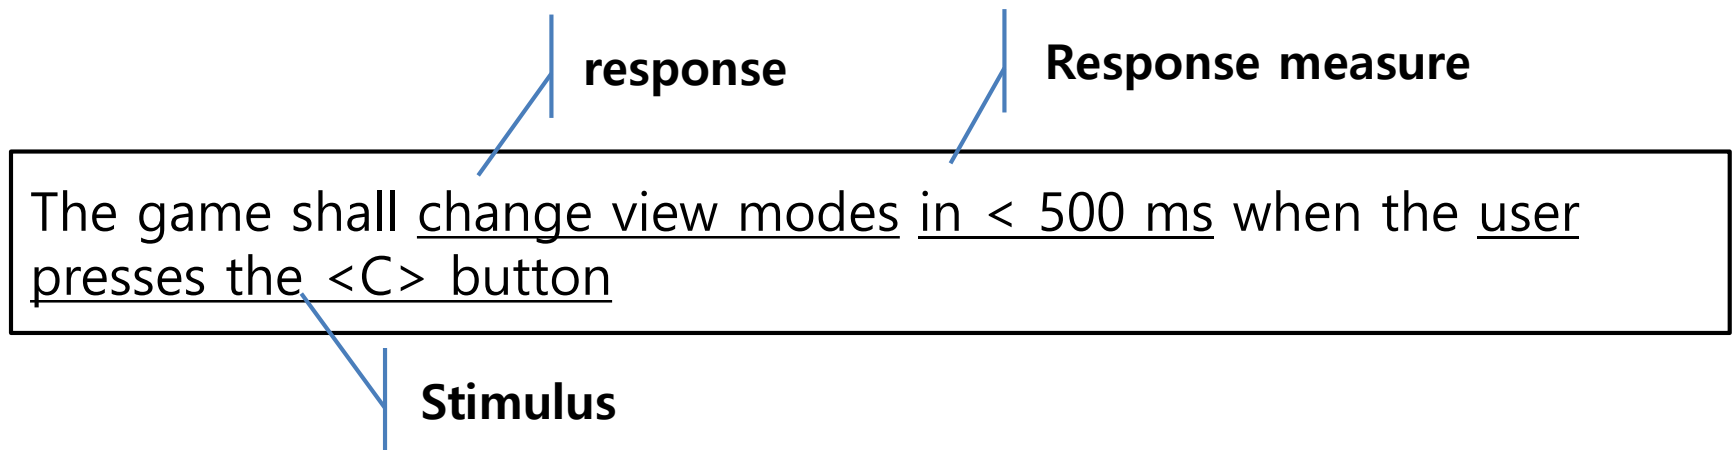 response
Response measure
The game shall change view modes in < 500 ms when the user
presses the <C> button
Stimulus